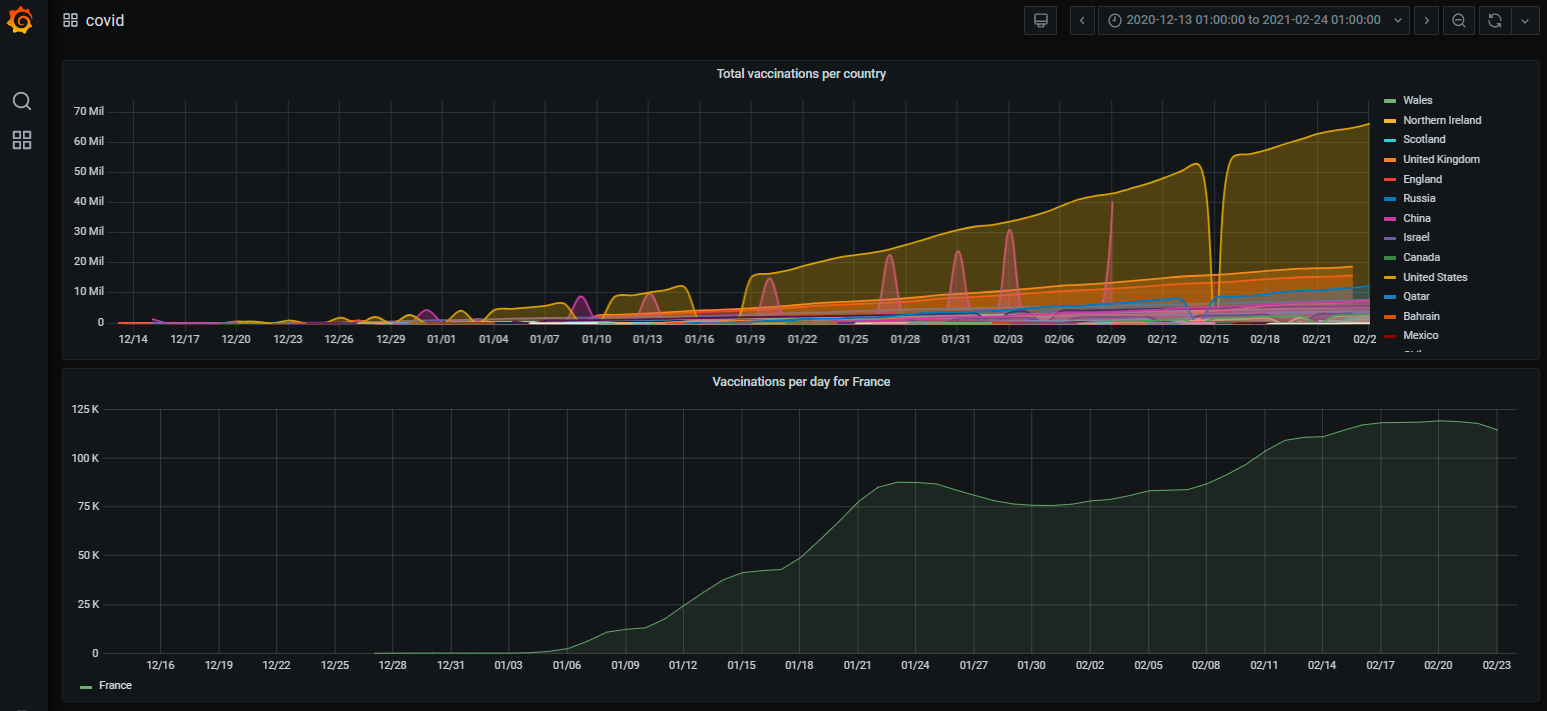 covid
2020-12-13 01:00:00 to 2021-02-24 01:00:00
Total vaccinations per country
70 Mil
60 Mil
50 Mil
40 Mil
30 Mil
20 Mil
10 Mil
0
12/14 12/17 12/20 12/23 12/26 12/29 01/01 01/04 01/07 01/10 01/13 01/16 01/19 01/22 01/25 01/28 01/31 02/03 02/06 02/09 02/12 02/15 02/18 02/21 02/2
Wales
Northern Ireland
Scotland
United Kingdom
England
Russia
China
Israel
Canada
United States
Qatar
Bahrain
Mexico
Vaccinations per day for France
125 K
100 K
75 K
50 K
25 K
0
12/16 12/19 12/22 12/25 12/28 12/31 01/03 01/06 01/09 01/12 01/15 01/18 01/21 01/24 01/27 01/30 02/02 02/05 02/08 02/11 02/14 02/17 02/20 02/23
France